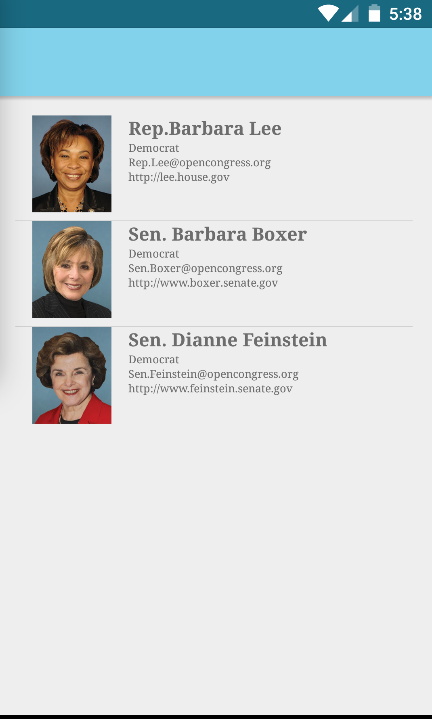 5:38
Rep.Barbara Lee
Democrat
Rep.Lee@opencongress.org
http://lee.house.gov
Sen. Barbara Boxer
Democrat
Sen.Boxer@opencongress.org
http://www.boxer.senate.gov
Sen. Dianne Feinstein
Democrat
Sen.Feinstein@opencongress.org
http://www.feinstein.senate.gov